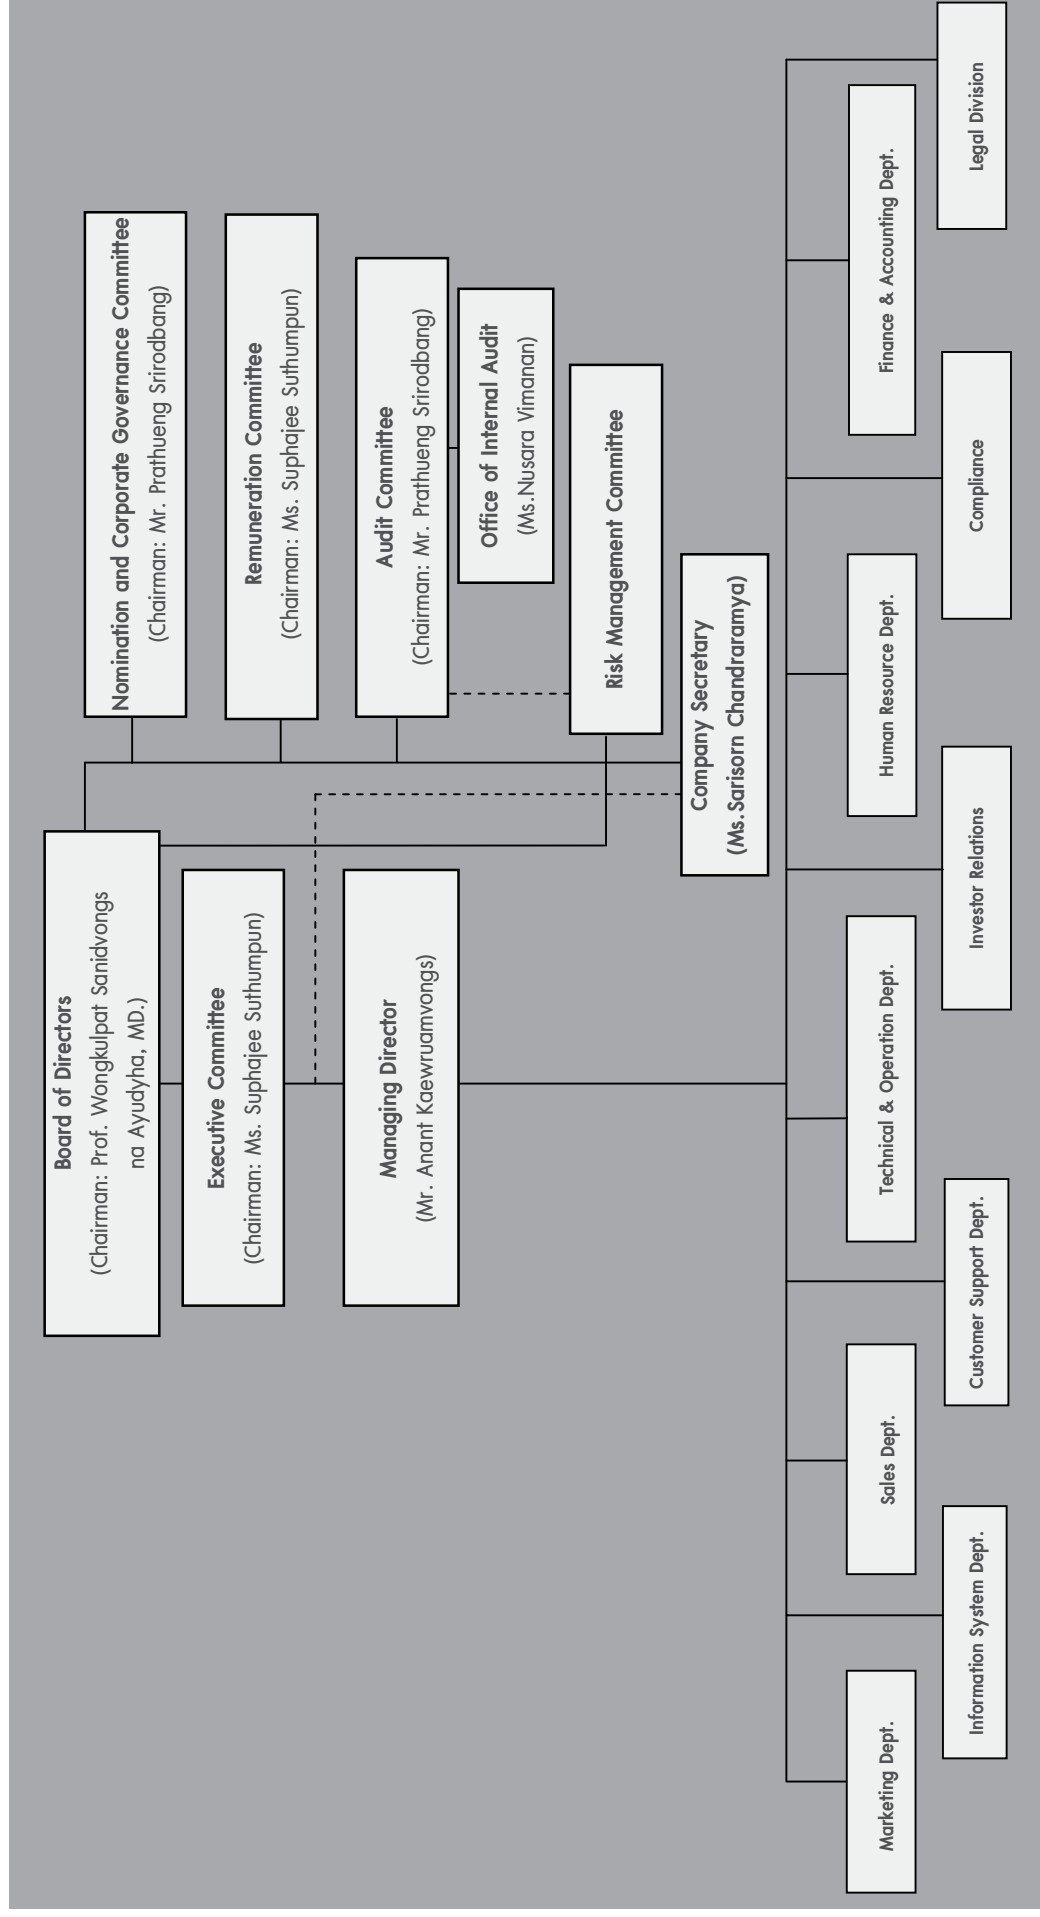 Board of Directors
(Chairman: Prof. Wongkulpat Sanidvongs
na Ayudyha, MD.)
Nomination and Corporate Governance Committee
(Chairman: Mr. Prathueng Srirodbang)
Executive Committee
(Chairman: Ms. Suphajee Suthumpun)
Remuneration Committee
(Chairman: Ms. Suphajee Suthumpun)
Managing Director
(Mr. Anant Kaewruamvongs)
Audit Committee
(Chairman: Mr. Prathueng Srirodbang)
Office of Internal Audit
(Ms.Nusara Vimanan)
Risk Management Committee
Company Secretary
(Ms.Sarisorn Chandraramya)
Marketing Dept.
Sales Dept.
Technical & Operation Dept.
Human Resource Dept.
Finance & Accounting Dept.
Information System Dept.
Customer Support Dept.
Investor Relations
Compliance
Legal Division